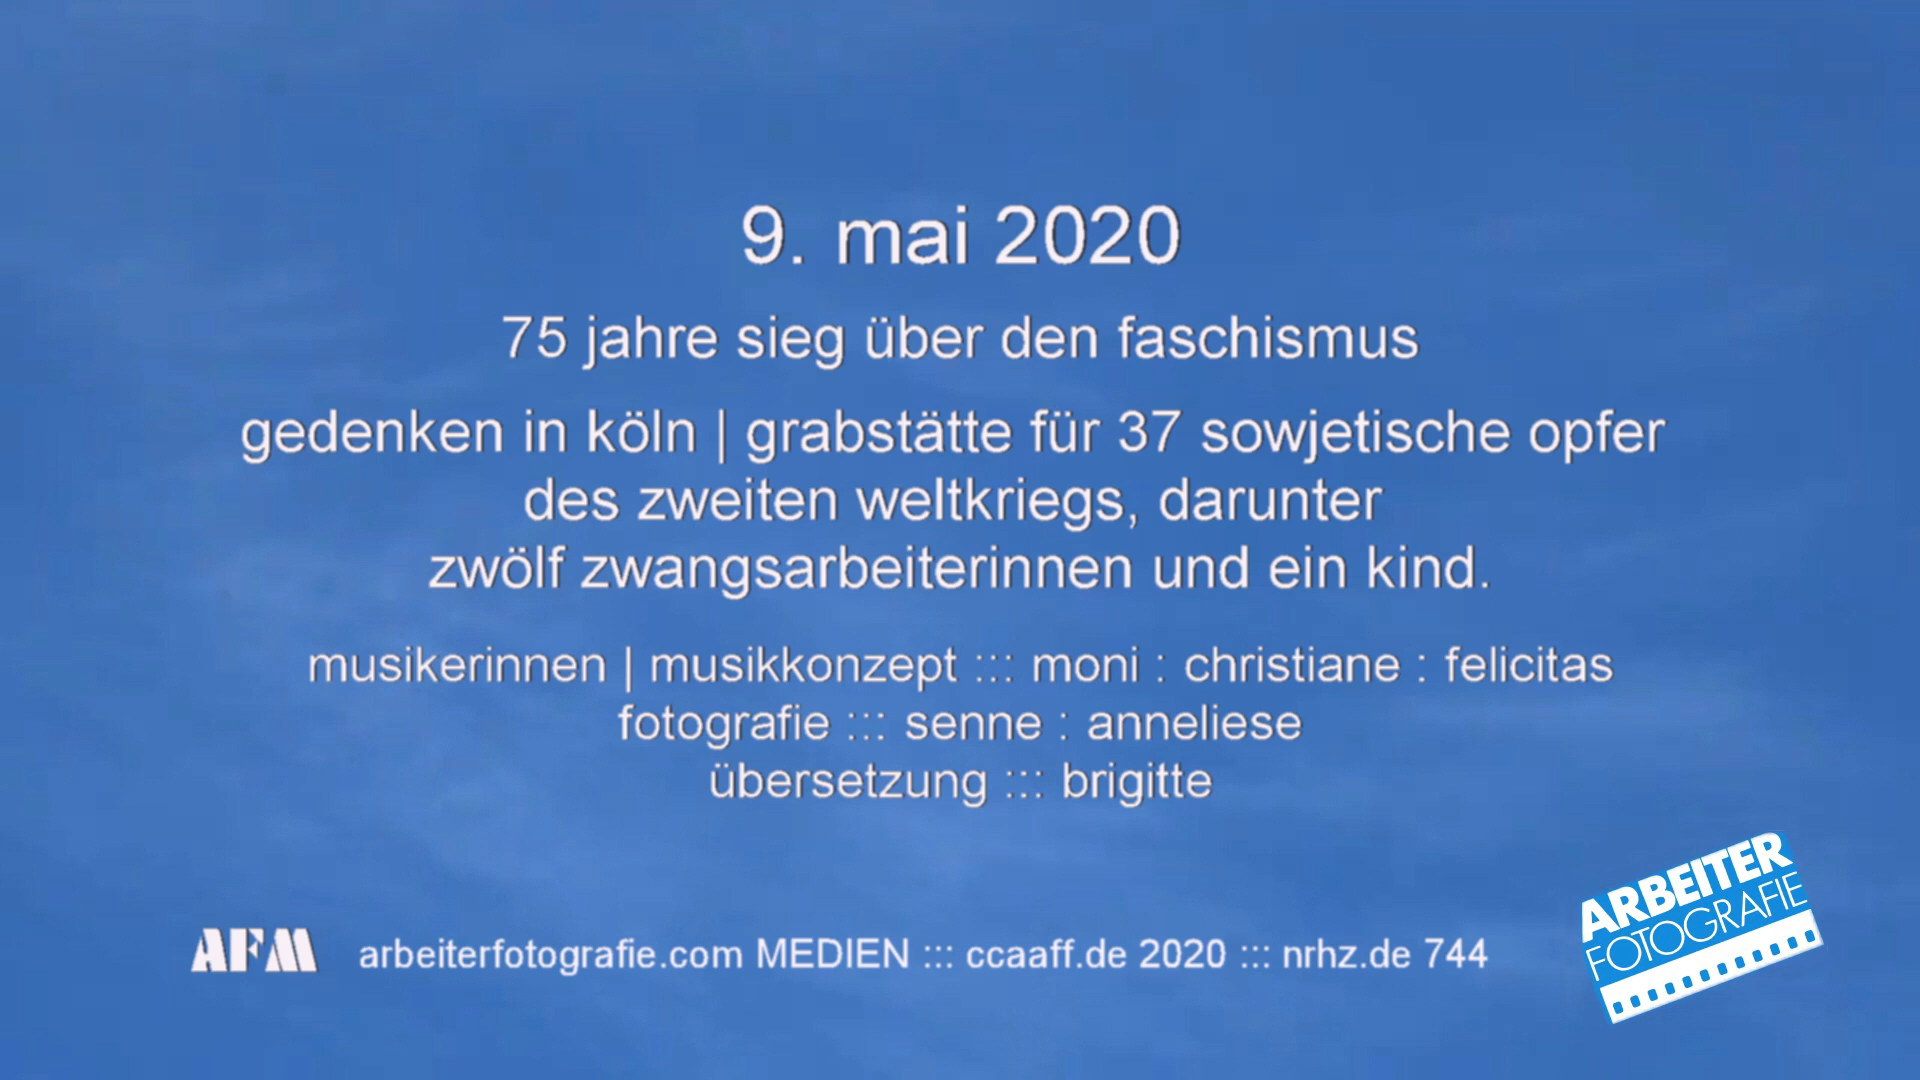 9. mai 2020
75 jahre sieg über den faschismus
gedenken in köln | grabstätte für 37 sowjetische opfer
des zweiten weltkriegs, darunter
zwölf zwangsarbeiterinnen und ein kind.
musikerinnen | musikkonzept ::: moni : christiane : felicitas
fotografie ::: senne : anneliese
übersetzung ::: brigitte
AFM arbeiterfotografie.com MEDIEN ::: ccaaff.de 2020 ::: nrhz.de 744
ARBEITER
FOTOGRAFIE